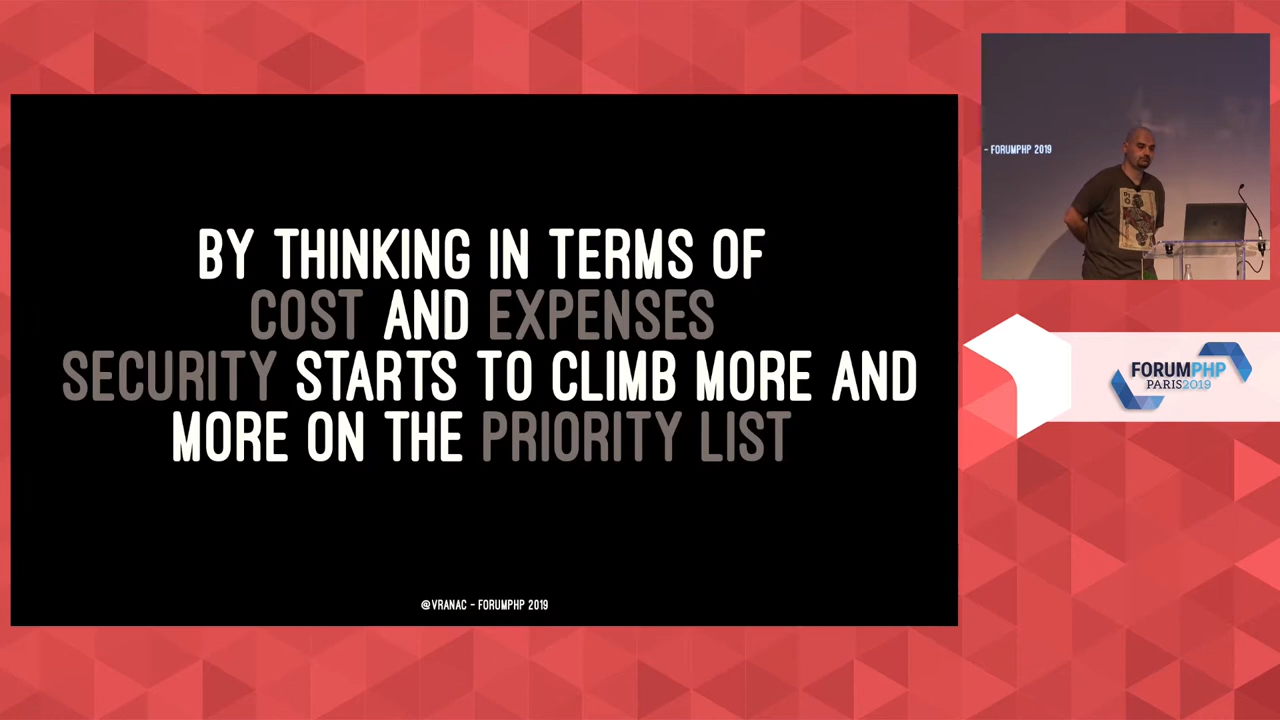 BY THINKING IN TERMS OF
COST AND EXPENSES
SECURITY STARTS TO CLIMB MORE AND
MORE ON THE PRIORITY LIST
@VRANAC - FORUMPHP 2019
- FORUMPHP 2019
FORUMPHP
PARIS2019